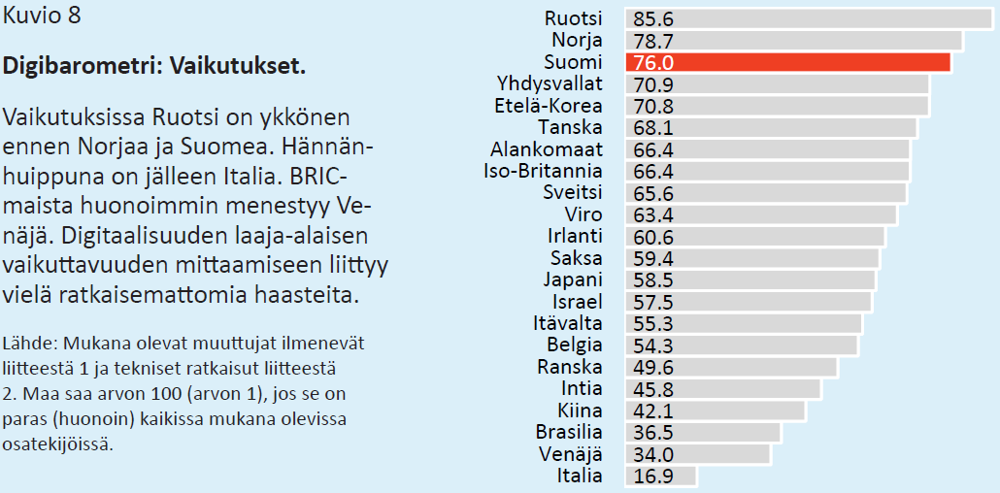 Kuvio 8
Digibarometri: Vaikutukset.
Vaikutuksissa Ruotsi on ykkönen
ennen Norjaa ja Suomea. Hännän-
huippuna on jälleen Italia. BRIC-
maista huonoimmin menestyy Ve-
näjä. Digitaalisuuden laaja-alaisen
vaikuttavuuden mittaamiseen liittyy
vielä ratkaisemattomia haasteita.
Lähde: Mukana olevat muuttujat ilmenevät
liitteestä 1 ja tekniset ratkaisut liitteestä
2. Maa saa arvon 100 (arvon 1), jos se on
paras (huonoin) kaikissa mukana olevissa
osatekijöissä.
Ruotsi 85.6
Norja 78.7
Suomi 76.0
Yhdysvallat 70.9
Etelä-Korea 70.8
Tanska 68.1
Alankomaat 66.4
Iso-Britannia 66.4
Sveitsi 65.6
Viro 63.4
Irlanti 60.6
Saksa 59.4
Japani 58.5
Israel 57.5
Itävalta 55.3
Belgia 54.3
Ranska 49.6
Intia 45.8
Kiina 42.1
Brasilia 36.5
Venäjä 34.0
Italia 16.9